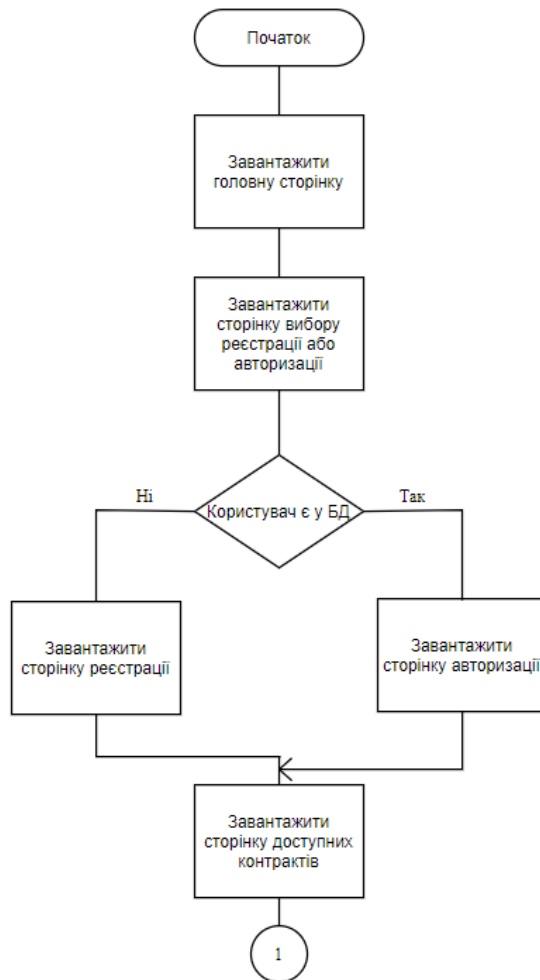 Початок
Завантажити
головну сторінку
Завантажити
сторінку вибору
реєстрації або
авторизації
Ні
Користувач є у БД
Так
Завантажити
сторінку реєстрації
Завантажити
сторінку авторизації
Завантажити
сторінку доступних
контрактів
1